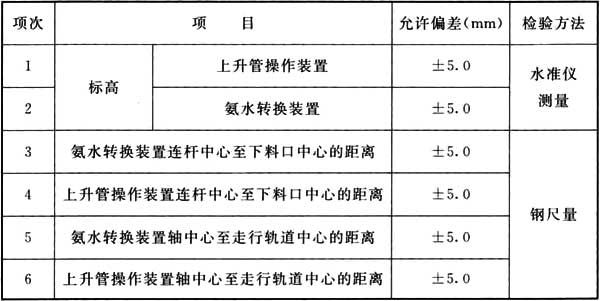 项次 项 目 允许偏差(mm) 检验方法
1 标高 上升管操作装置 ±5.0 水准仪测量
2 氨水转换装置 ±5.0
3 氨水转换装置连杆中心至下料口中心的距离 ±5.0 钢尺量
4 上升管操作装置连杆中心至下料口中心的距离 ±5.0
5 氨水转换装置轴中心至走行轨道中心的距离 ±5.0
6 上升管操作装置轴中心至走行轨道中心的距离 ±5.0